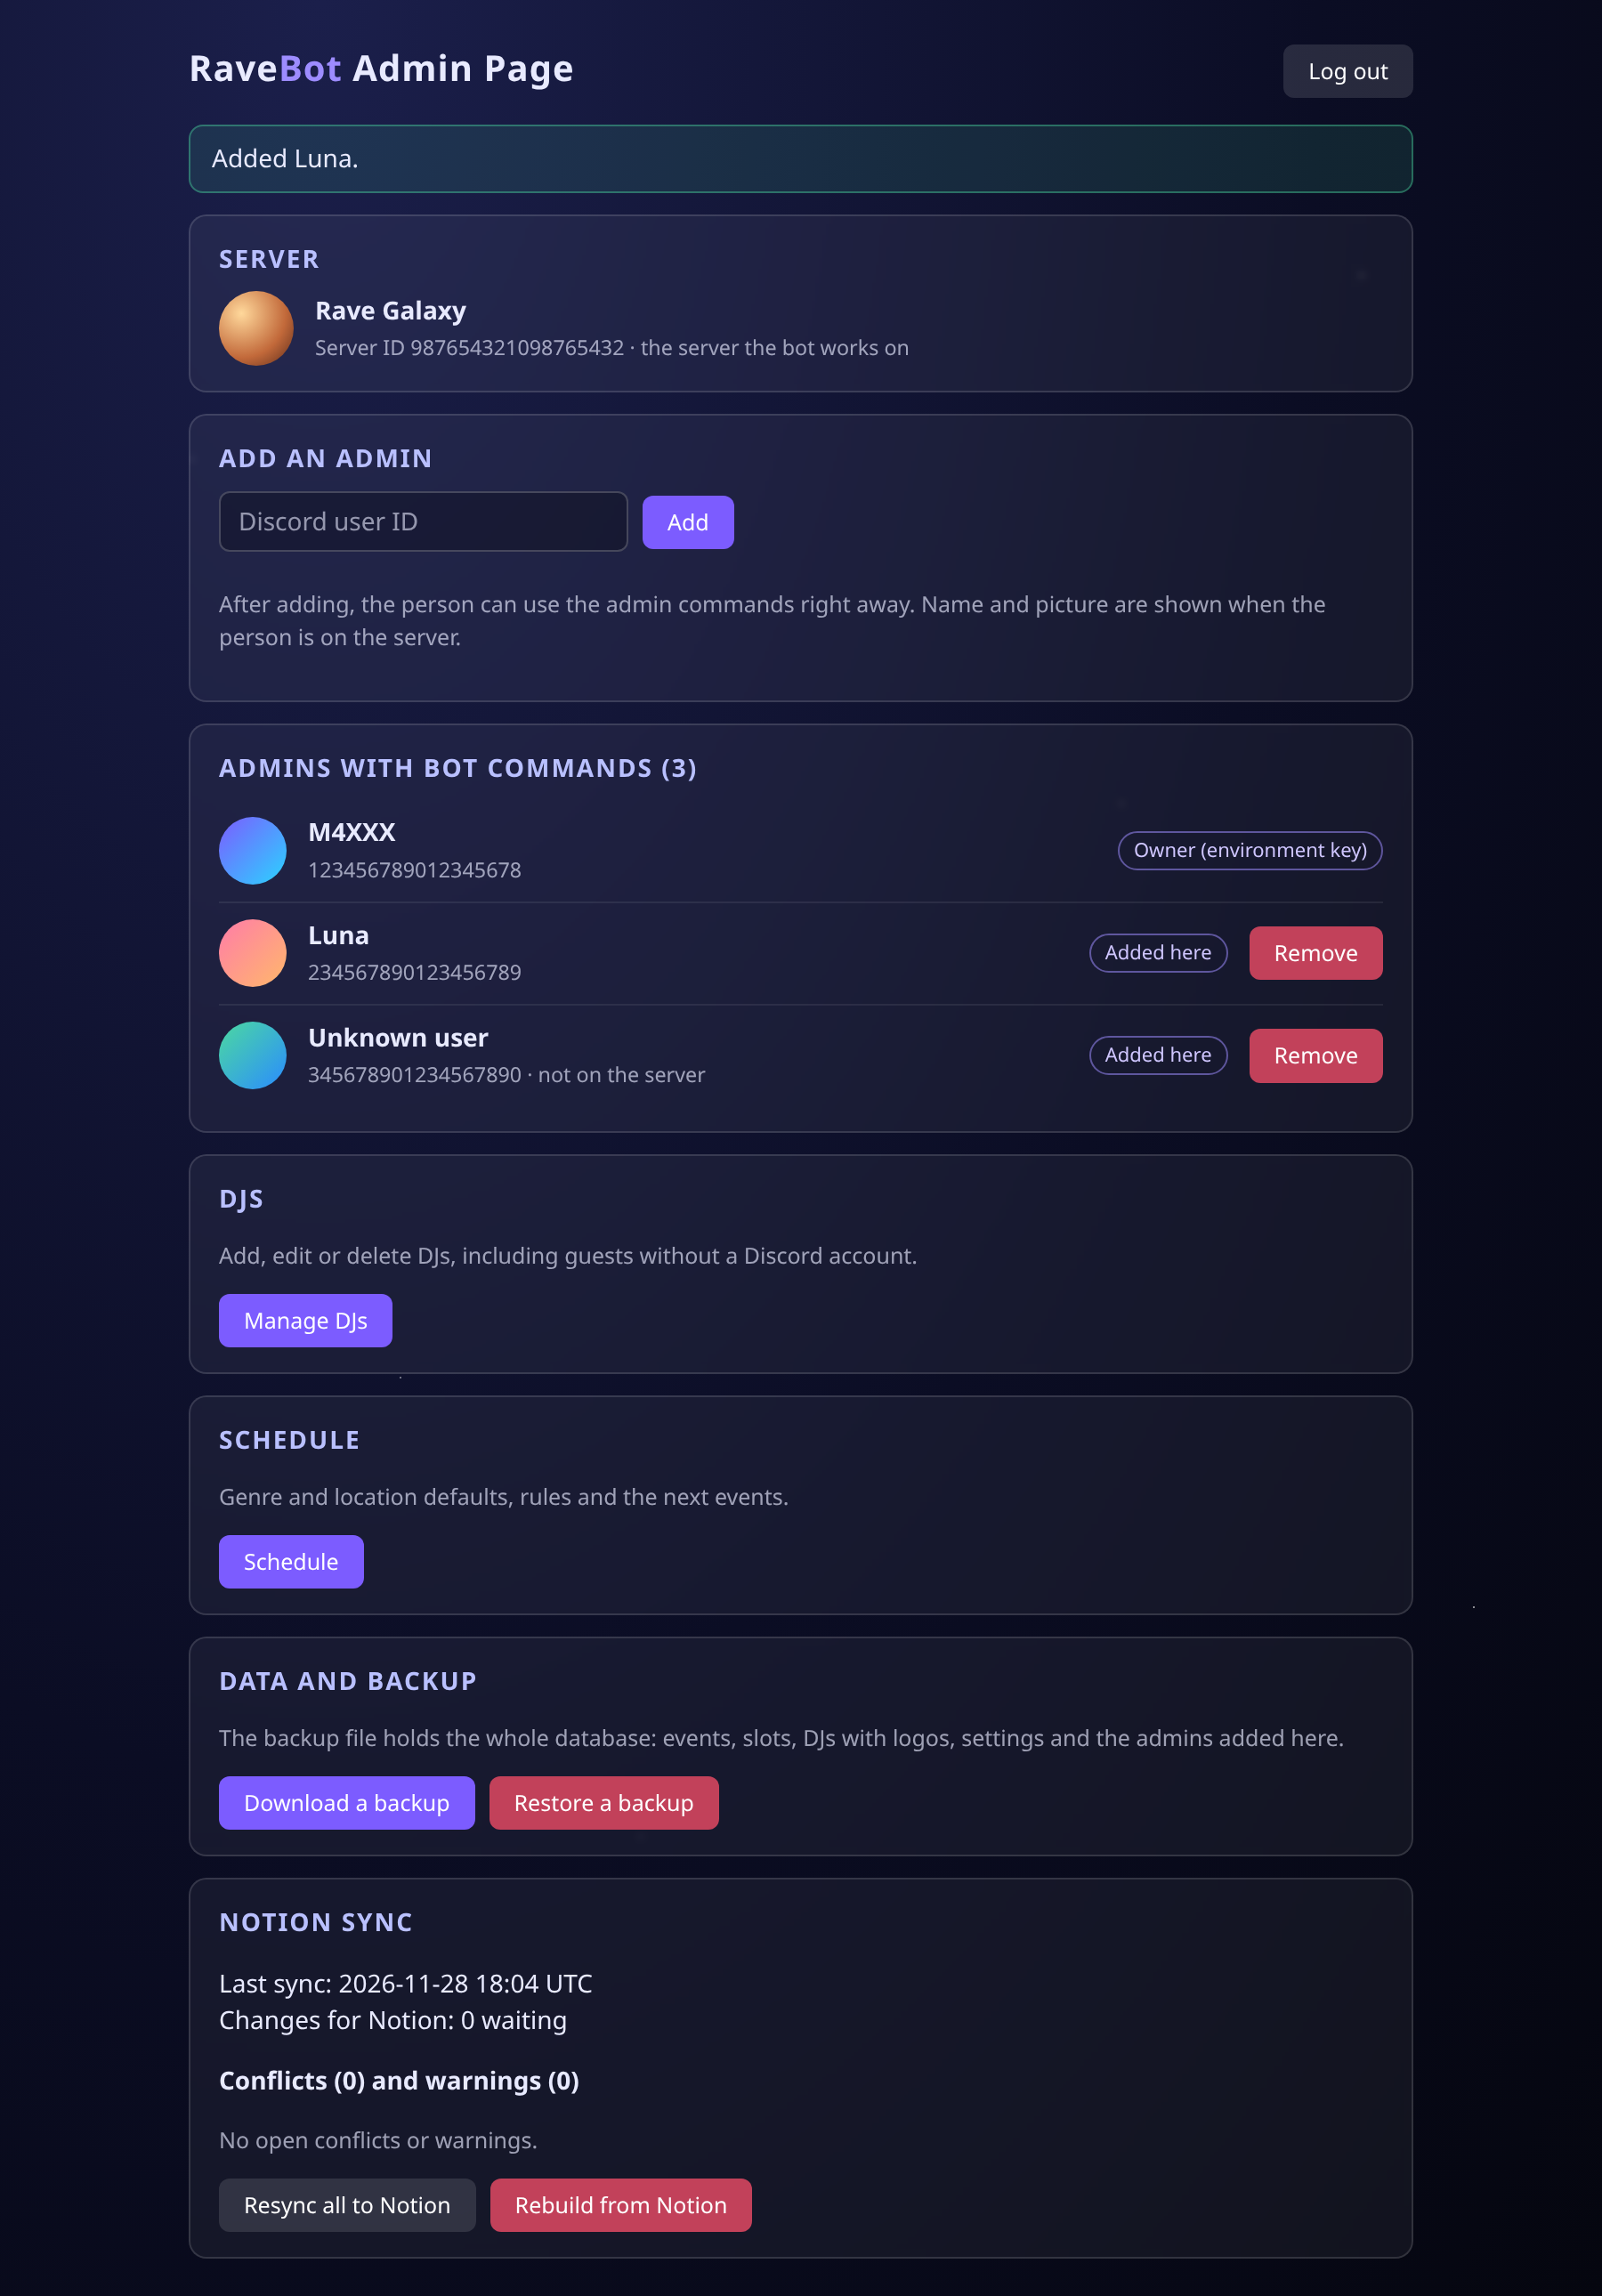 RaveBot Admin Page
Log out
Added Luna.
SERVER
Rave Galaxy
Server ID 987654321098765432 · the server the bot works on
ADD AN ADMIN
Discord user ID
Add
After adding, the person can use the admin commands right away. Name and picture are shown when the
person is on the server.
ADMINS WITH BOT COMMANDS (3)
M4XXX
123456789012345678
Owner (environment key)
Luna
234567890123456789
Added here
Remove
Unknown user
345678901234567890 · not on the server
Added here
Remove
DJS
Add, edit or delete DJs, including guests without a Discord account.
Manage DJs
SCHEDULE
Genre and location defaults, rules and the next events.
Schedule
DATA AND BACKUP
The backup file holds the whole database: events, slots, DJs with logos, settings and the admins added here.
Download a backup
Restore a backup
NOTION SYNC
Last sync: 2026-11-28 18:04 UTC
Changes for Notion: 0 waiting
Conflicts (0) and warnings (0)
No open conflicts or warnings.
Resync all to Notion
Rebuild from Notion